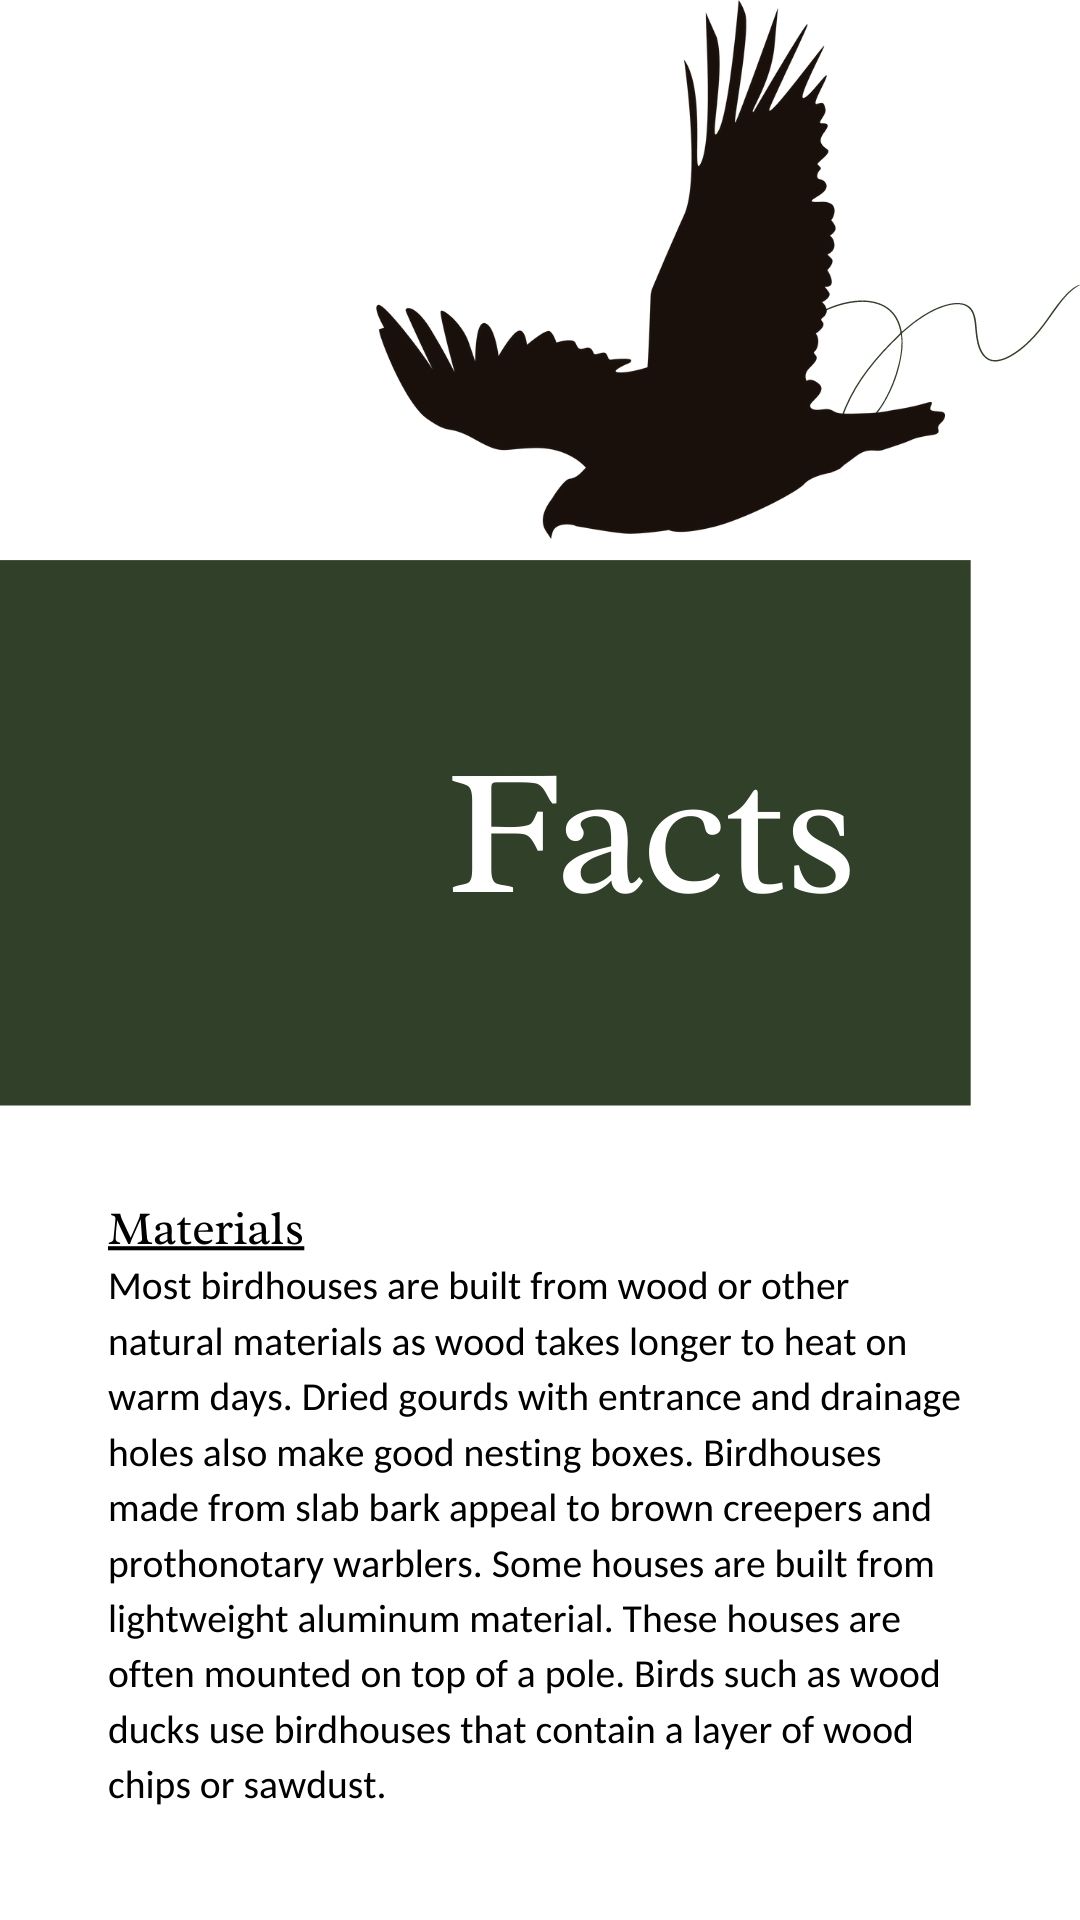 Facts
Materials
Most birdhouses are built from wood or other
natural materials as wood takes longer to heat on
warm days. Dried gourds with entrance and drainage
holes also make good nesting boxes. Birdhouses
made from slab bark appeal to brown creepers and
prothonotary warblers. Some houses are built from
lightweight aluminum material. These houses are
often mounted on top of a pole. Birds such as wood
ducks use birdhouses that contain a layer of wood
chips or sawdust.